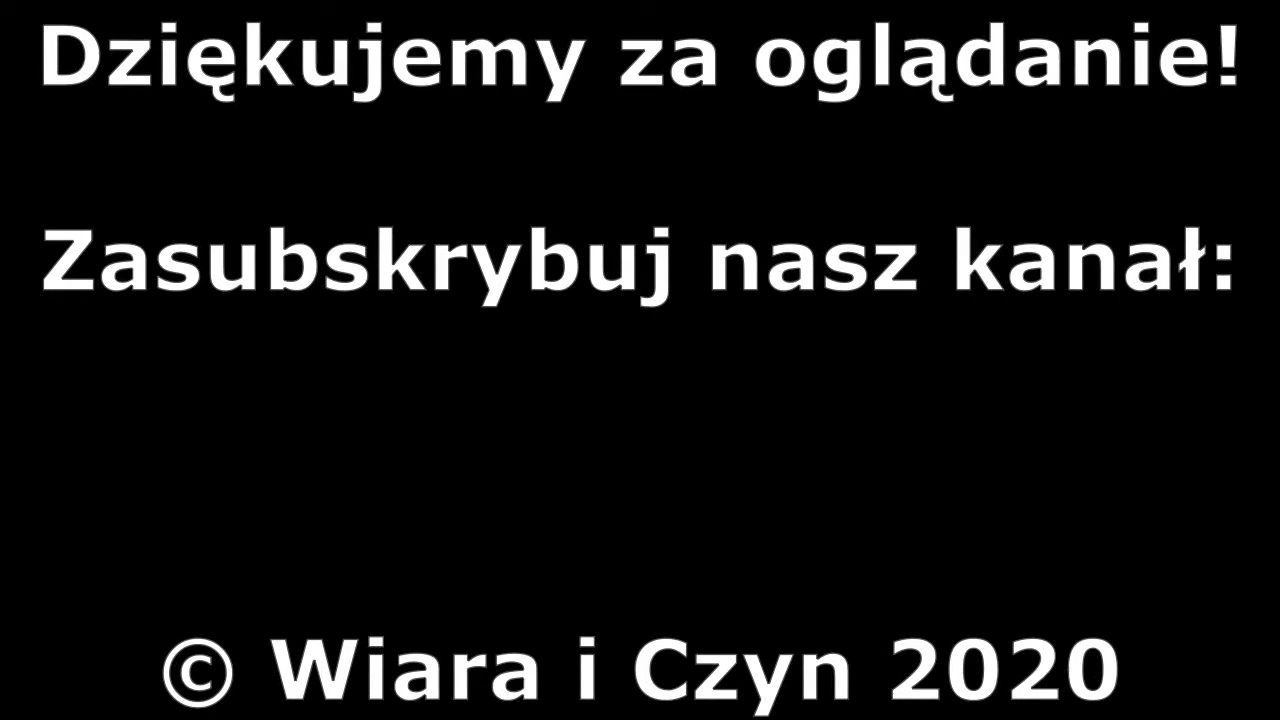 Dziękujemy za oglądanie!
Zasubskrybuj nasz kanał:
© Wiara i Czyn 2020